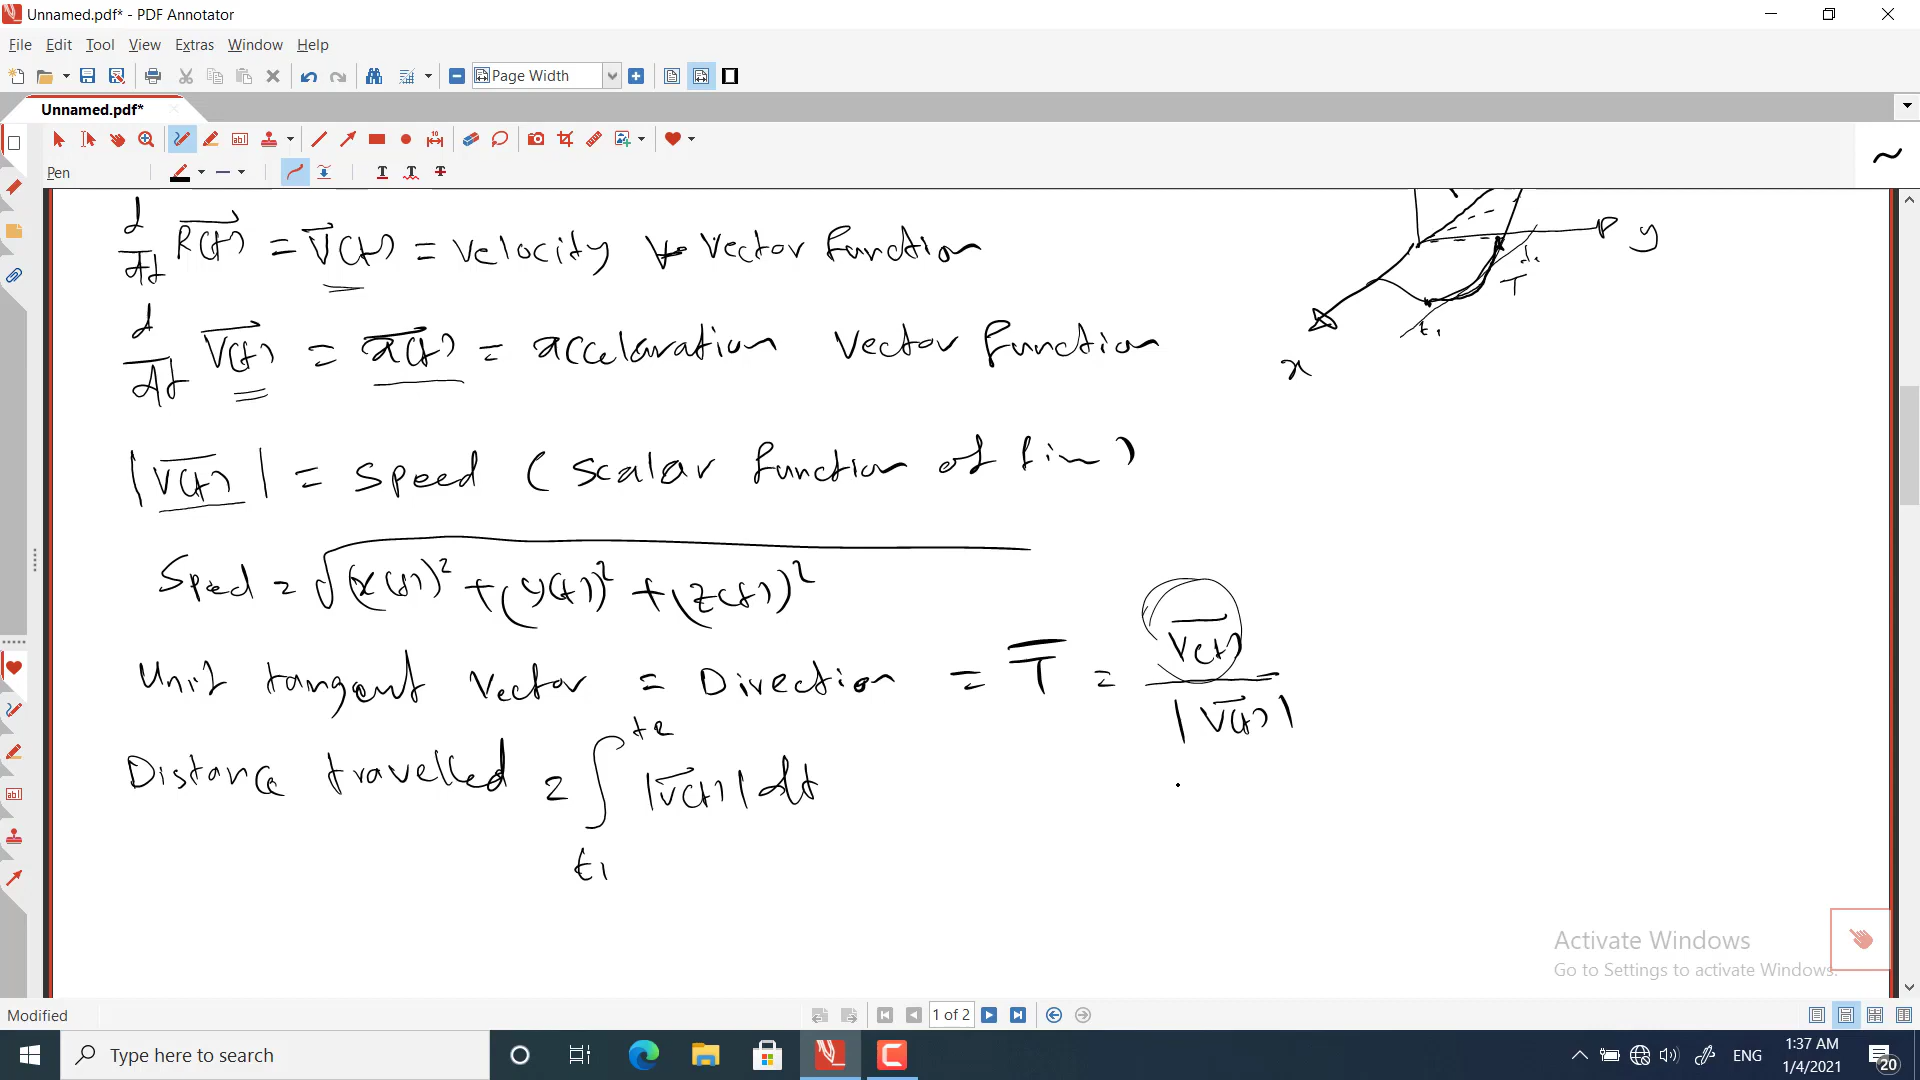 Unnamed.pdf* - PDF Annotator
File Edit Tool View Extras Window Help
Page Width
Unnamed.pdf*
Pen
d/dt R(t) = V(t) = velocity Vector function
d/dt V(t) = a(t) = accelaration Vector function
|V(t)| = speed (scalar function of tim)
Speed = √(x(t))² + (y(t))² + (z(t))²
Unit tangent Vector = Direction = T = V(t) / |V(t)|
Distance travelled = ∫ t1 t2 |V(t)| dt
y
T
t1
x
Activate Windows
Go to Settings to activate Windows.
Modified
1 of 2
Type here to search
ENG
1:37 AM
1/4/2021
20